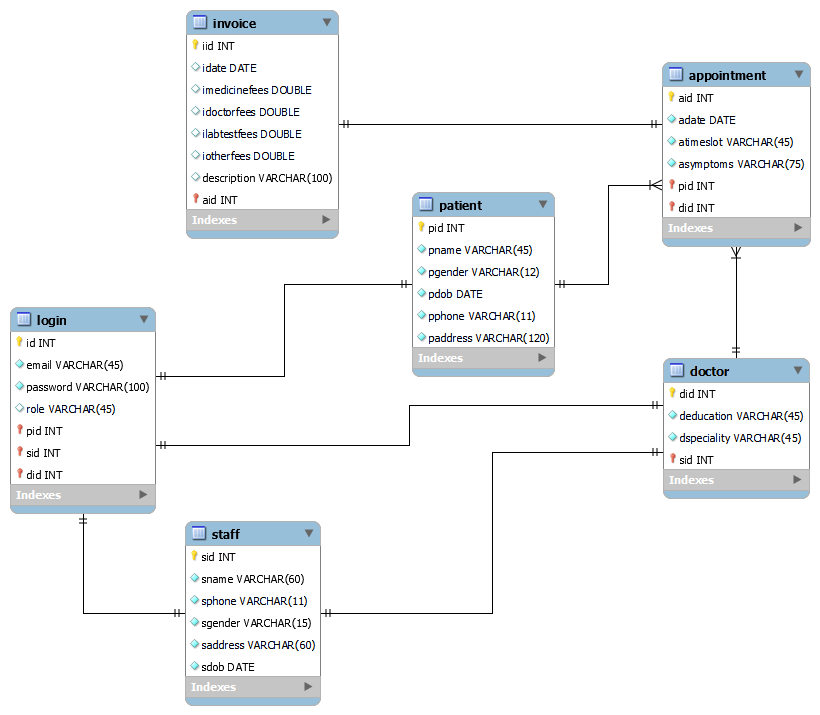 invoice
iid INT
idate DATE
imedicinefees DOUBLE
idoctorfees DOUBLE
ilabtestfees DOUBLE
iotherfees DOUBLE
description VARCHAR(100)
aid INT
Indexes
appointment
aid INT
adate DATE
atimeslot VARCHAR(45)
asymptoms VARCHAR(75)
pid INT
did INT
Indexes
patient
pid INT
pname VARCHAR(45)
pgender VARCHAR(12)
pdob DATE
pphone VARCHAR(11)
paddress VARCHAR(120)
Indexes
login
id INT
email VARCHAR(45)
password VARCHAR(100)
role VARCHAR(45)
pid INT
sid INT
did INT
Indexes
doctor
did INT
deducation VARCHAR(45)
dspeciality VARCHAR(45)
sid INT
Indexes
staff
sid INT
sname VARCHAR(60)
sphone VARCHAR(11)
sgender VARCHAR(15)
saddress VARCHAR(60)
sdob DATE
Indexes